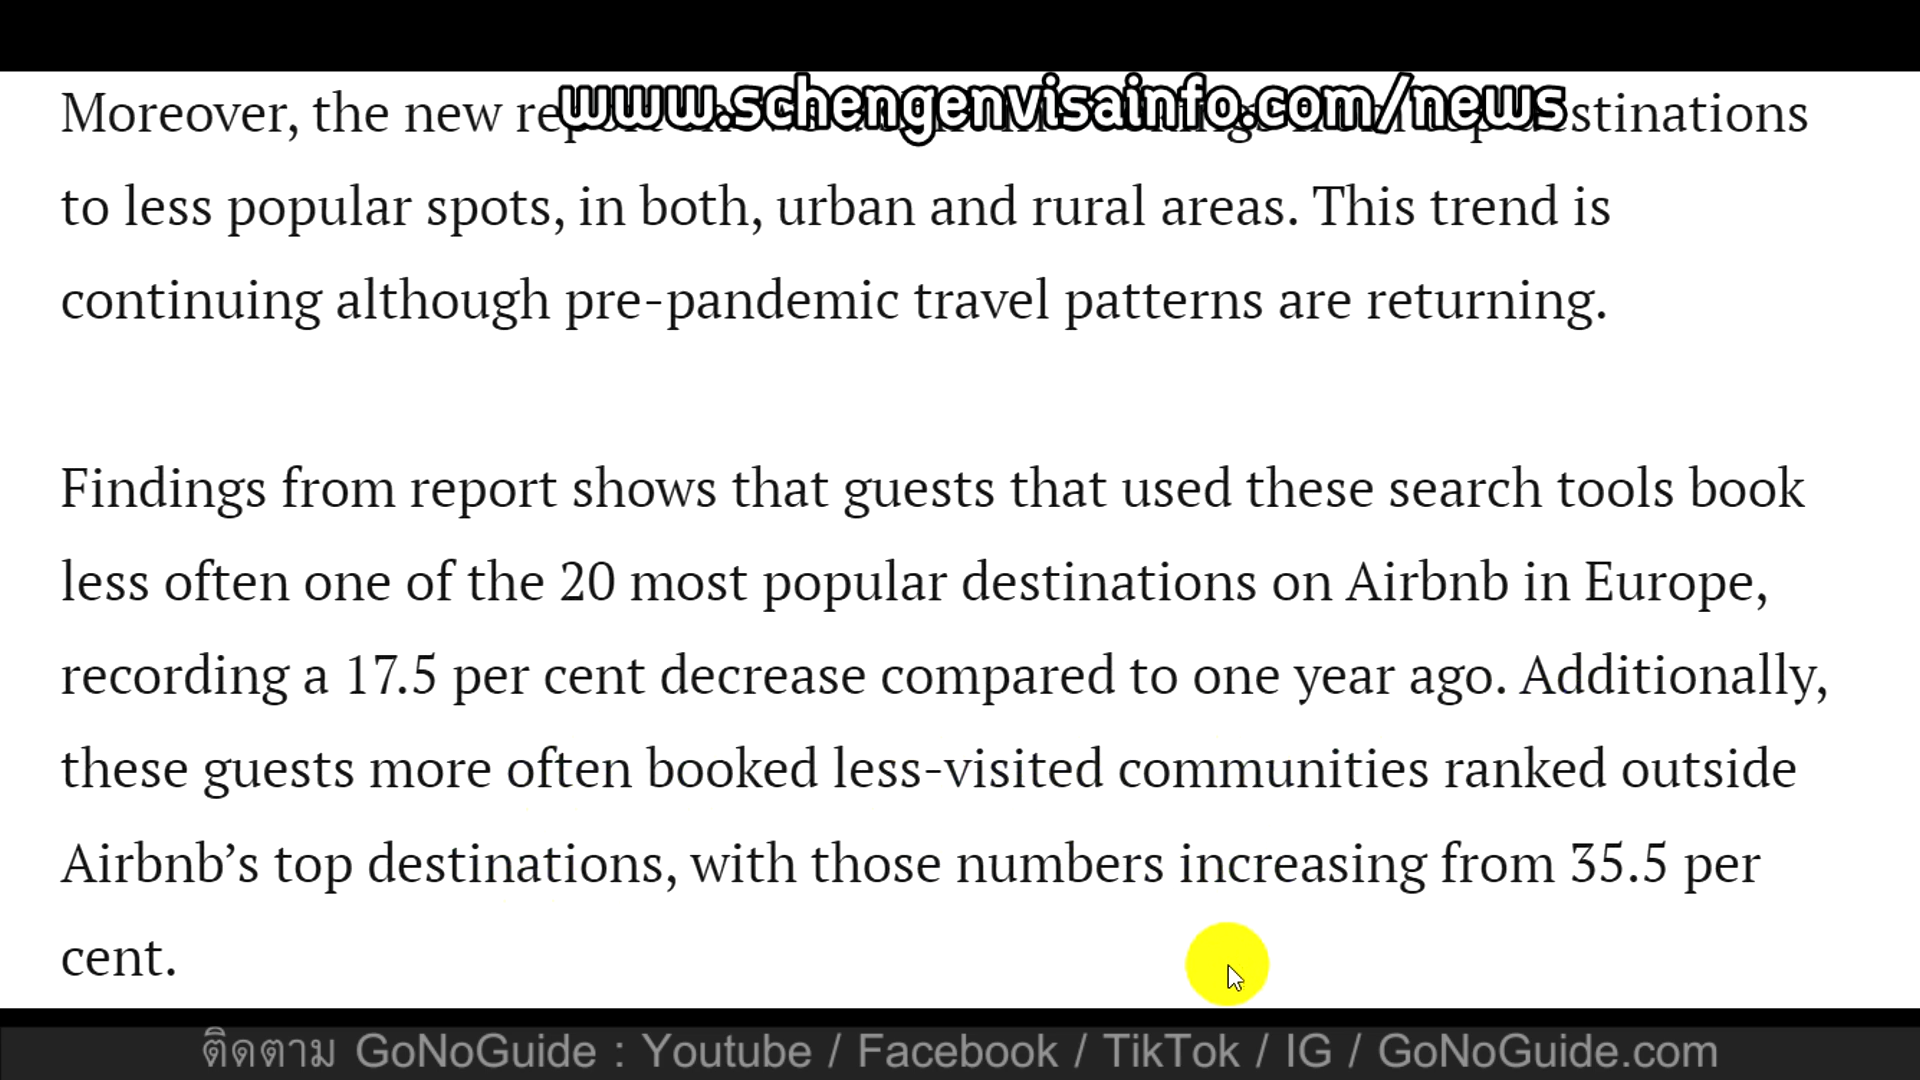 www.schengenvisainfo.com/news
Moreover, the new destinations
to less popular spots, in both, urban and rural areas. This trend is
continuing although pre-pandemic travel patterns are returning.
Findings from report shows that guests that used these search tools book
less often one of the 20 most popular destinations on Airbnb in Europe,
recording a 17.5 per cent decrease compared to one year ago. Additionally,
these guests more often booked less-visited communities ranked outside
Airbnb’s top destinations, with those numbers increasing from 35.5 per
cent.
ติดตาม GoNoGuide : Youtube / Facebook / TikTok / IG / GoNoGuide.com